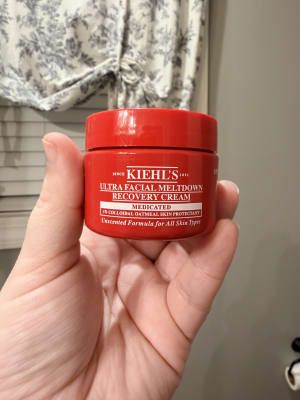 SINCE KIEHL'S 1851
ULTRA FACIAL MELTDOWN
RECOVERY CREAM
MEDICATED
1% COLLOIDAL OATMEAL SKIN PROTECTANT
Unscented Formula for All Skin Types